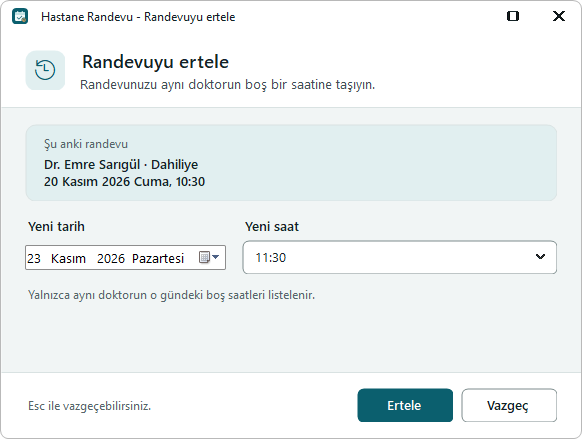 Hastane Randevu - Randevuyu ertele
Randevuyu ertele
Randevunuzu aynı doktorun boş bir saatine taşıyın.
Şu anki randevu
Dr. Emre Sarıgül · Dahiliye
20 Kasım 2026 Cuma, 10:30
Yeni tarih
Yeni saat
23 Kasım 2026 Pazartesi
11:30
Yalnızca aynı doktorun o gündeki boş saatleri listelenir.
Esc ile vazgeçebilirsiniz.
Ertele
Vazgeç